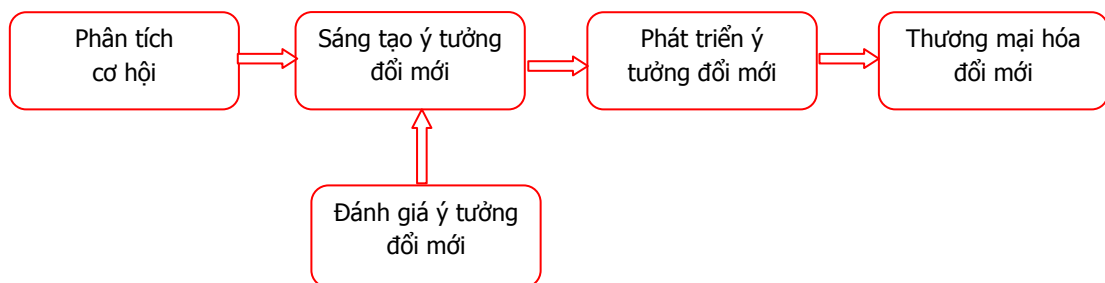 Phân tích
cơ hội
Sáng tạo ý tưởng
đổi mới
Phát triển ý
tưởng đổi mới
Thương mại hóa
đổi mới
Đánh giá ý tưởng
đổi mới